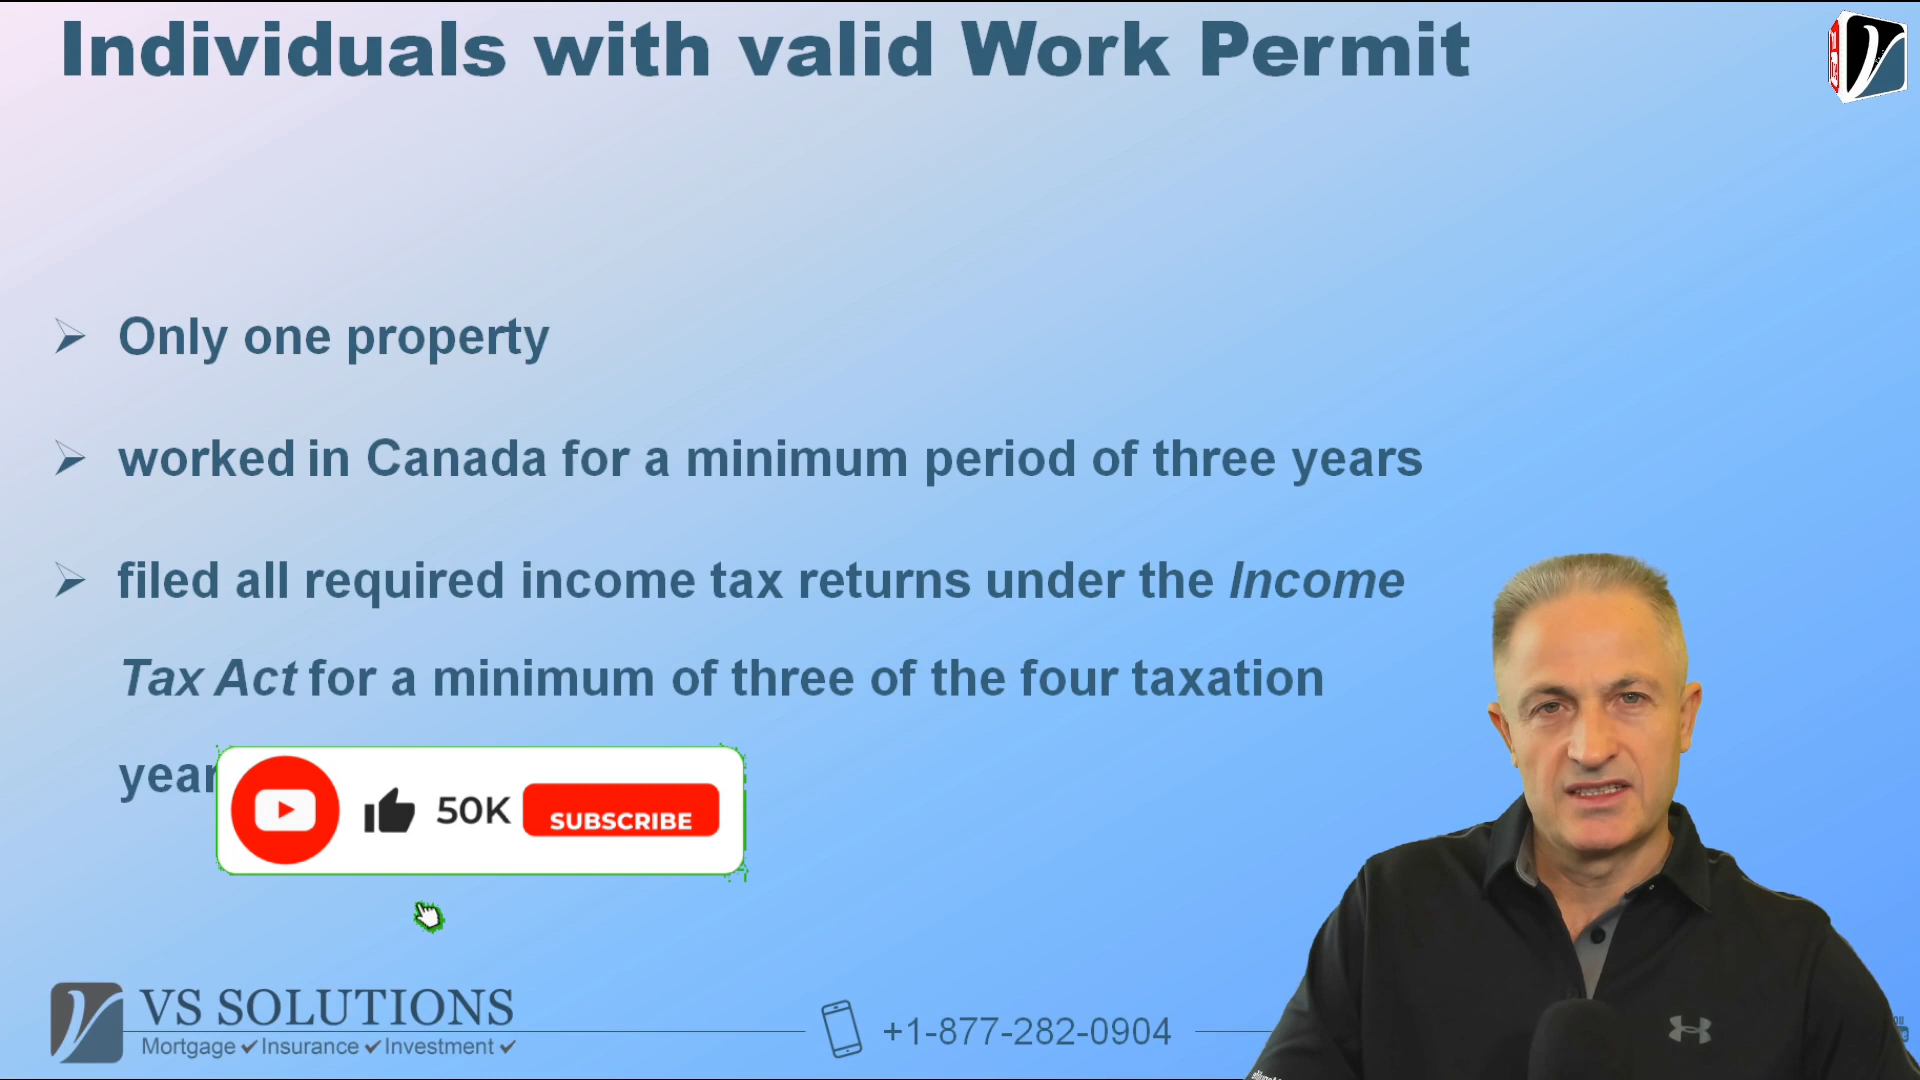 Individuals with valid Work Permit
Only one property
worked in Canada for a minimum period of three years
filed all required income tax returns under the Income
Tax Act for a minimum of three of the four taxation
50K SUBSCRIBE
VS SOLUTIONS
Mortgage Insurance Investment
+1-877-282-0904